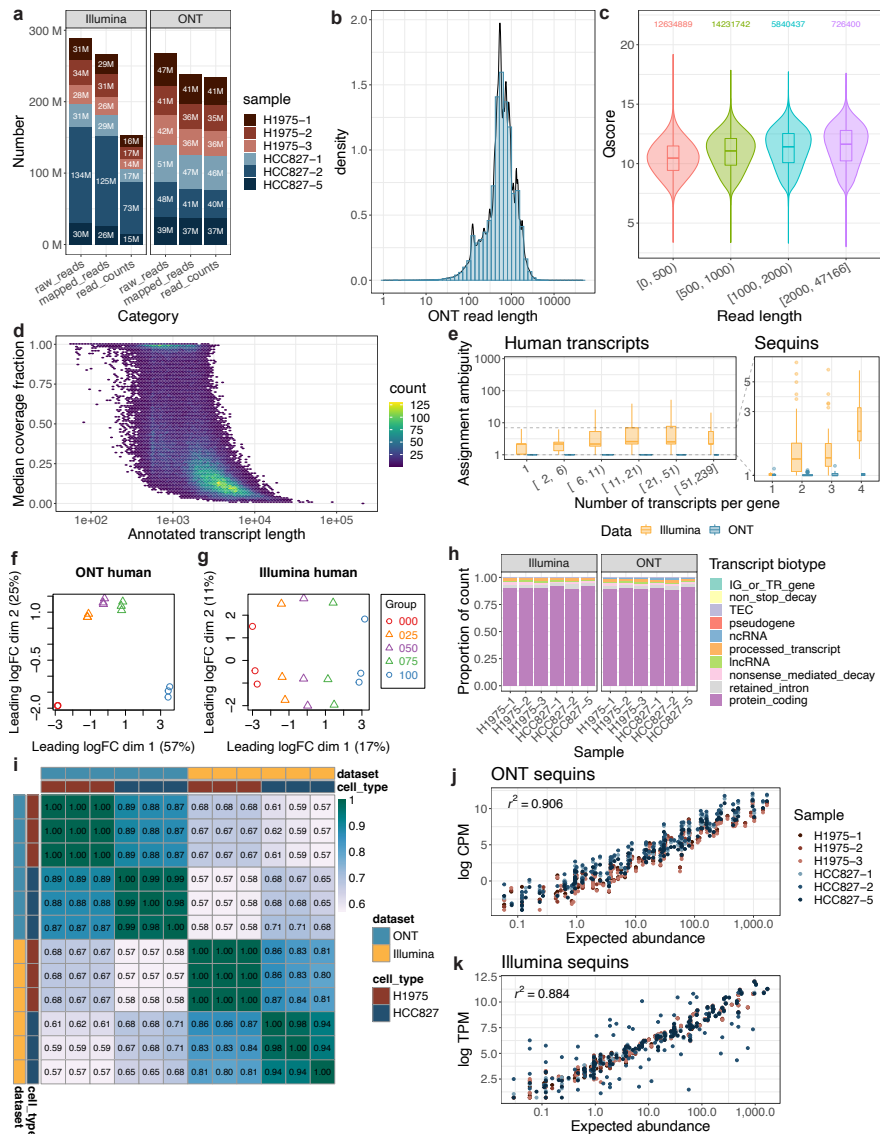 a
Illumina
ONT
300 M
200 M
100 M
0 M
Number
31M
34M
28M
31M
134M
30M
29M
31M
26M
29M
125M
26M
16M
17M
14M
17M
73M
15M
47M
41M
42M
51M
48M
39M
41M
36M
36M
47M
41M
37M
41M
35M
36M
46M
40M
37M
raw_reads
mapped_reads
read_counts
raw_reads
mapped_reads
read_counts
Category
sample
H1975−1
H1975−2
H1975−3
HCC827−1
HCC827−2
HCC827−5
b
2.0
1.5
1.0
0.5
0.0
density
1 10 100 1000 10000
ONT read length
c
12634689 14231742 5840437 726400
20
15
10
5
Qscore
[0, 500)
[500, 1000)
[1000, 2000)
[2000, 47166]
Read length
d
1.00
0.75
0.50
0.25
0.00
Median coverage fraction
1e+02 1e+03 1e+04 1e+05
Annotated transcript length
count
125
100
75
50
25
e
Human transcripts
Sequins
1000
100
10
1
Assignment ambiguity
1
[ 2, 6)
[ 6, 11)
[11, 21)
[21, 51)
[51,239]
5
3
1
1 2 3 4
Number of transcripts per gene
Data Illumina ONT
f
ONT human
Leading logFC dim 2 (25%)
1.0
−0.5
−2.0
−3 −1 1 3
Leading logFC dim 1 (57%)
g
Illumina human
Leading logFC dim 2 (11%)
2
1
0
−1
−2
−3 −1 1 3
Leading logFC dim 1 (17%)
Group
000
025
050
075
100
h
Illumina
ONT
1.00
0.75
0.50
0.25
0.00
Proportion of count
H1975−1
H1975−2
H1975−3
HCC827−1
HCC827−2
HCC827−5
H1975−1
H1975−2
H1975−3
HCC827−1
HCC827−2
HCC827−5
Sample
Transcript biotype
IG_or_TR_gene
non_stop_decay
TEC
pseudogene
ncRNA
processed_transcript
lncRNA
nonsense_mediated_decay
retained_intron
protein_coding
i
dataset
cell_type
1.00 1.00 1.00 0.89 0.88 0.87 0.68 0.68 0.68 0.61 0.59 0.57
1.00 1.00 1.00 0.89 0.88 0.87 0.67 0.67 0.67 0.62 0.59 0.57
1.00 1.00 1.00 0.89 0.88 0.87 0.67 0.67 0.67 0.61 0.59 0.57
0.89 0.89 0.89 1.00 0.99 0.99 0.57 0.57 0.58 0.68 0.67 0.65
0.88 0.88 0.88 0.99 1.00 0.98 0.57 0.57 0.58 0.68 0.68 0.65
0.87 0.87 0.87 0.99 0.98 1.00 0.58 0.57 0.58 0.71 0.71 0.68
0.68 0.67 0.67 0.57 0.57 0.58 1.00 1.00 1.00 0.86 0.83 0.81
0.68 0.67 0.67 0.57 0.57 0.57 1.00 1.00 1.00 0.86 0.83 0.80
0.68 0.67 0.67 0.58 0.58 0.58 1.00 1.00 1.00 0.87 0.84 0.81
0.61 0.62 0.61 0.68 0.68 0.71 0.86 0.86 0.87 1.00 0.98 0.94
0.59 0.59 0.59 0.67 0.68 0.71 0.83 0.83 0.84 0.98 1.00 0.94
0.57 0.57 0.57 0.65 0.65 0.68 0.81 0.80 0.81 0.94 0.94 1.00
dataset
cell_type
1
0.9
0.8
0.7
0.6
dataset
ONT
Illumina
cell_type
H1975
HCC827
j
ONT sequins
r² = 0.906
10
5
0
log CPM
0.1 1.0 10.0 100.0 1,000.0
Expected abundance
Sample
H1975−1
H1975−2
H1975−3
HCC827−1
HCC827−2
HCC827−5
k
Illumina sequins
r² = 0.884
12.5
10.0
7.5
5.0
2.5
log TPM
0.1 1.0 10.0 100.0 1,000.0
Expected abundance